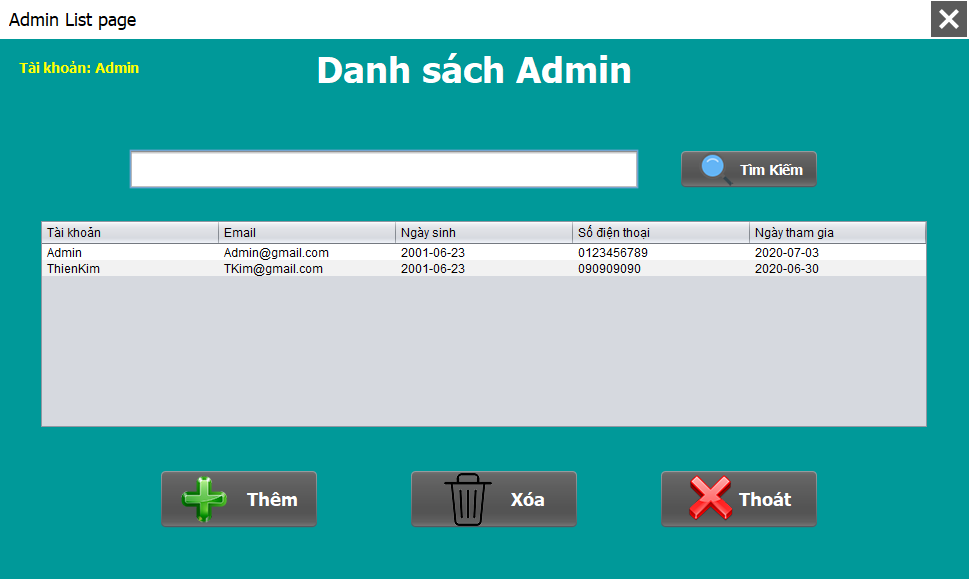 Admin List page
Tài khoản: Admin
Danh sách Admin
Tìm Kiếm
Tài khoản Email Ngày sinh Số điện thoại Ngày tham gia
Admin Admin@gmail.com 2001-06-23 0123456789 2020-07-03
ThienKim TKim@gmail.com 2001-06-23 090909090 2020-06-30
Thêm Xóa Thoát